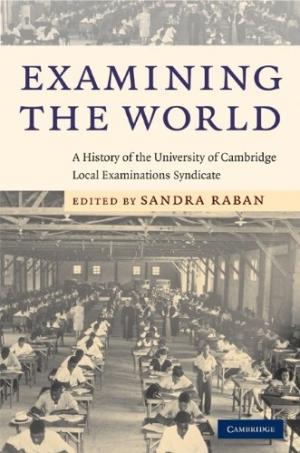 EXAMINING
THE WORLD
A History of the University of Cambridge
Local Examinations Syndicate
EDITED BY SANDRA RABAN
CAMBRIDGE